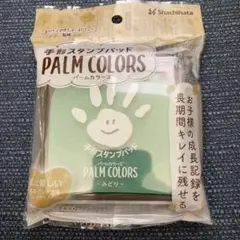 Shachihata
手形スタンプパッド
PALM COLORS
パームカラーズ
お子様の成長記録を
長期間キレイに残せる
手形スタンプパッド
パームカラーズ
PALM COLORS
-みどり-